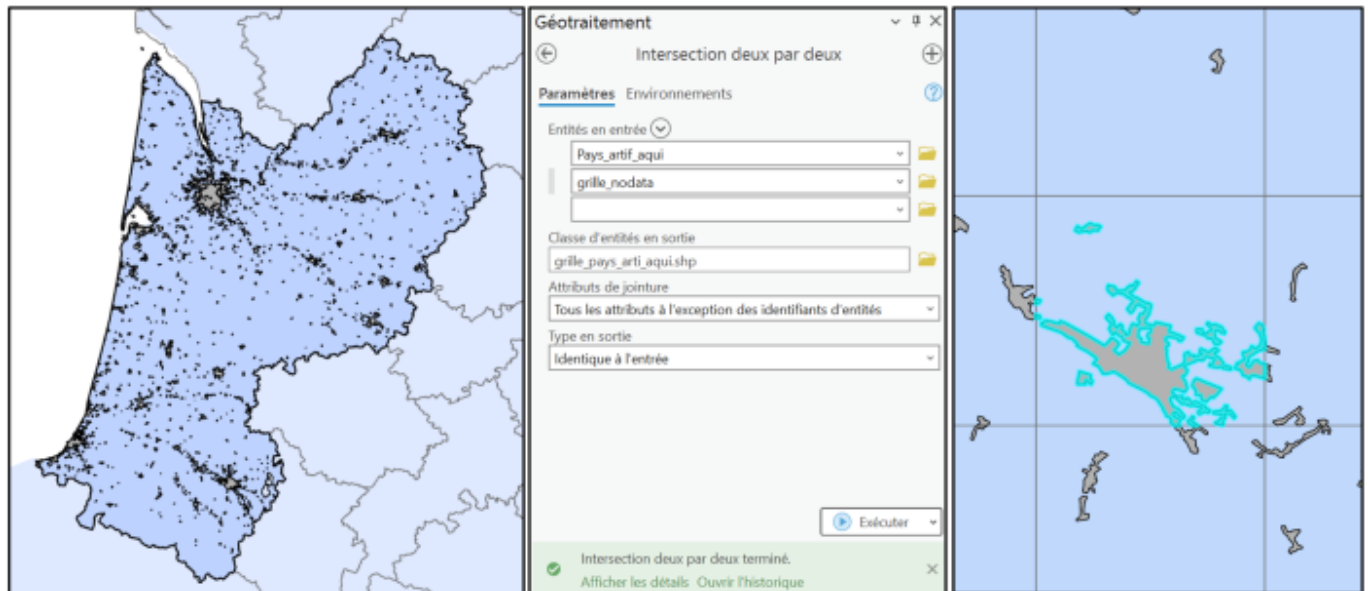 Géotraitement
Intersection deux par deux
Paramètres Environnements
Entités en entrée
Pays_artif_aqui
grille_nodata
Classe d'entités en sortie
grille_pays_arti_aqui.shp
Attributs de jointure
Tous les attributs à l'exception des identifiants d'entités
Type en sortie
Identique à l'entrée
Exécuter
Intersection deux par deux terminé.
Afficher les détails Ouvrir l'historique